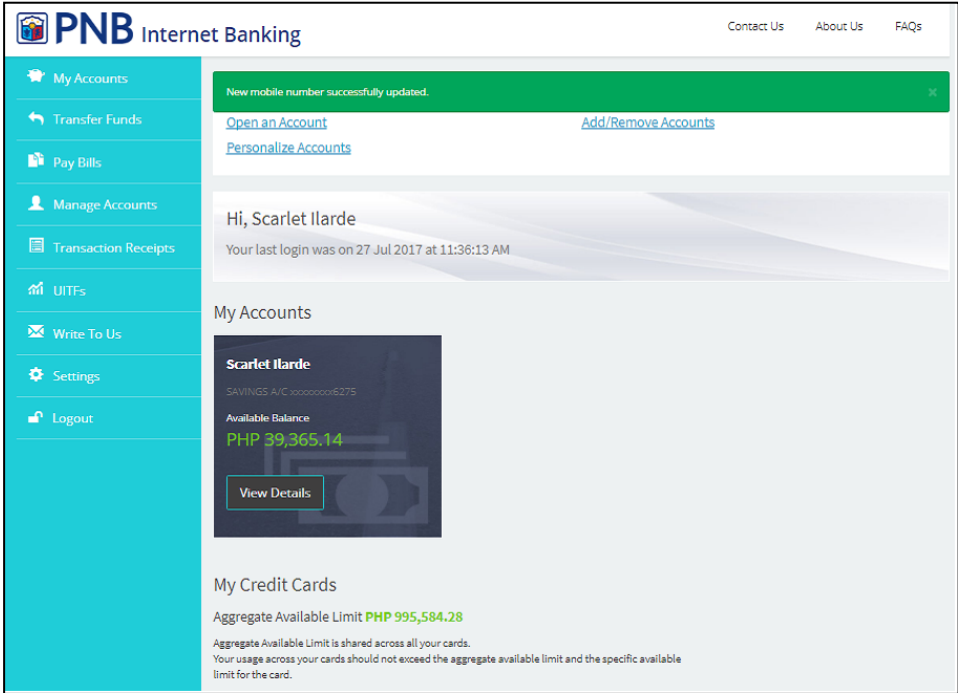 PNB Internet Banking
Contact Us About Us FAQs
My Accounts
Transfer Funds
Pay Bills
Manage Accounts
Transaction Receipts
UITFs
Write To Us
Settings
Logout
New mobile number successfully updated. ×
Open an Account Add/Remove Accounts
Personalize Accounts
Hi, Scarlet Ilarde
Your last login was on 27 Jul 2017 at 11:36:13 AM
My Accounts
Scarlet Ilarde
SAVINGS A/C xxxxxxxx6275
Available Balance
PHP 39,365.14
View Details
My Credit Cards
Aggregate Available Limit PHP 995,584.28
Aggregate Available Limit is shared across all your cards.
Your usage across your cards should not exceed the aggregate available limit and the specific available
limit for the card.